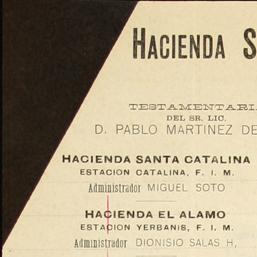 HACIENDA S
TESTAMENTARI
DEL SR. LIC.
D. PABLO MARTINEZ DE
HACIENDA SANTA CATALINA
ESTACION CATALINA, F. I. M.
Administrador MIGUEL SOTO
HACIENDA EL ALAMO
ESTACION YERBANIS, F. I. M.
Administrador DIONISIO SALAS H,